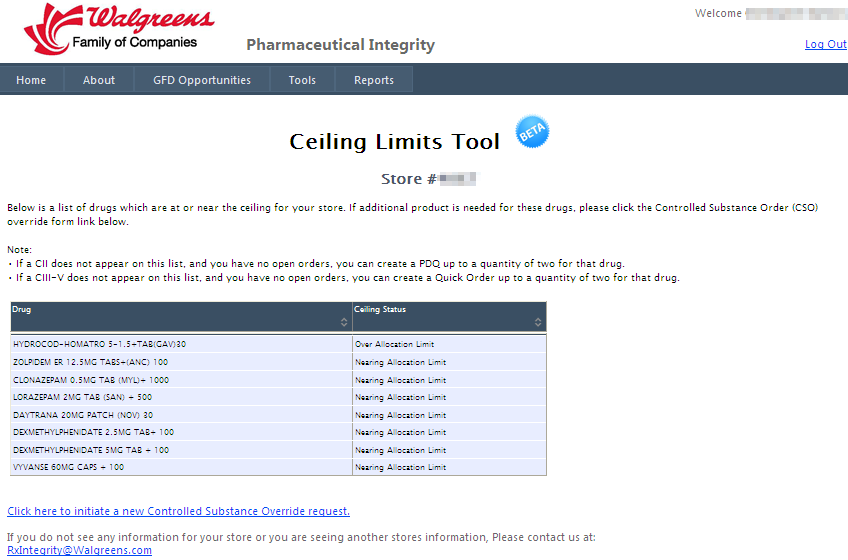 Walgreens
Family of Companies
Pharmaceutical Integrity
Welcome
Log Out
Home About GFD Opportunities Tools Reports
Ceiling Limits Tool BETA
Store #
Below is a list of drugs which are at or near the ceiling for your store. If additional product is needed for these drugs, please click the Controlled Substance Order (CSO)
override form link below.
Note:
• If a CII does not appear on this list, and you have no open orders, you can create a PDQ up to a quantity of two for that drug.
• If a CIII-V does not appear on this list, and you have no open orders, you can create a Quick Order up to a quantity of two for that drug.
Drug Ceiling Status
HYDROCOD-HOMATRO 5-1.5+TAB(GAV)30 Over Allocation Limit
ZOLPIDEM ER 12.5MG TABS+(ANC) 100 Nearing Allocation Limit
CLONAZEPAM 0.5MG TAB (MYL)+ 1000 Nearing Allocation Limit
LORAZEPAM 2MG TAB (SAN) + 500 Nearing Allocation Limit
DAYTRANA 20MG PATCH (NOV) 30 Nearing Allocation Limit
DEXMETHYLPHENIDATE 2.5MG TAB+ 100 Nearing Allocation Limit
DEXMETHYLPHENIDATE 5MG TAB + 100 Nearing Allocation Limit
VYVANSE 60MG CAPS + 100 Nearing Allocation Limit
Click here to initiate a new Controlled Substance Override request.
If you do not see any information for your store or you are seeing another stores information, Please contact us at:
RxIntegrity@Walgreens.com